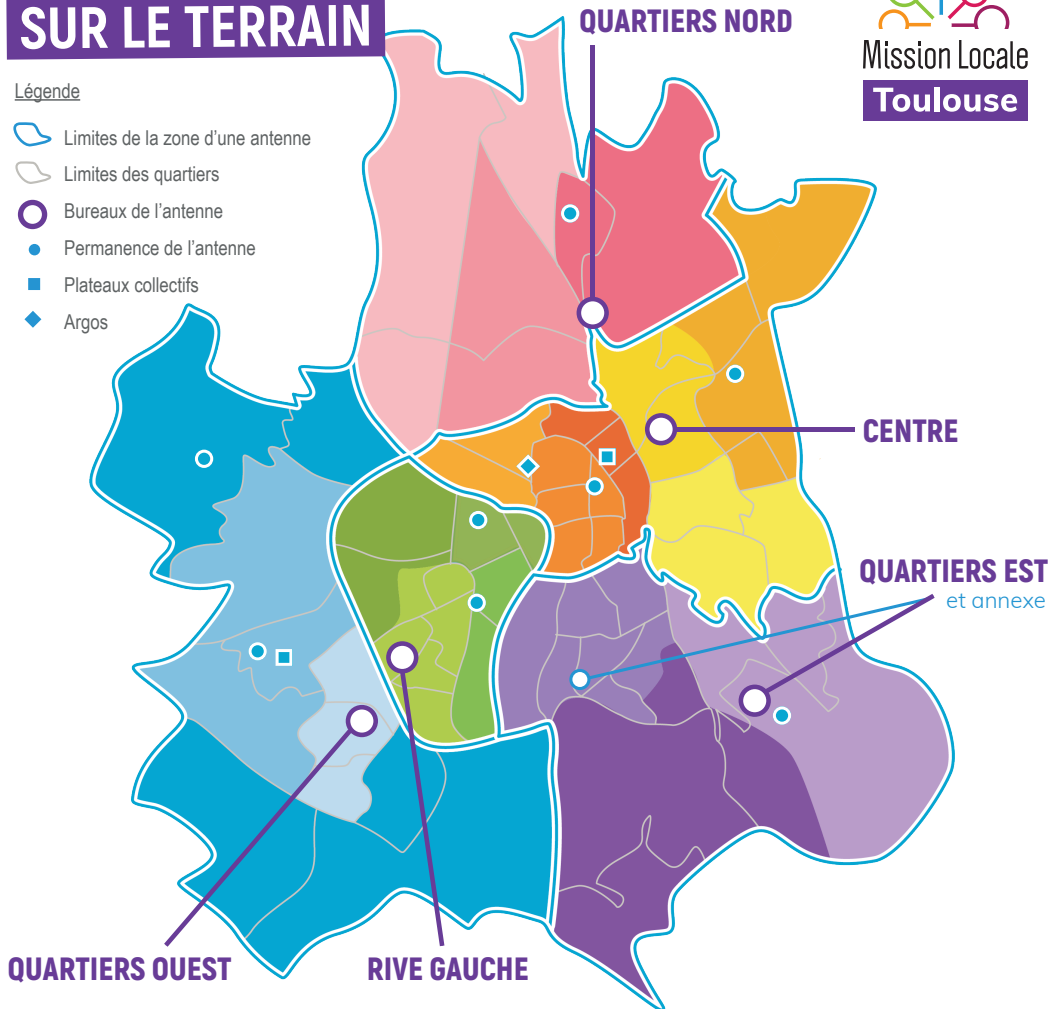 SUR LE TERRAIN
QUARTIERS NORD
Mission Locale
Toulouse
Légende
Limites de la zone d'une antenne
Limites des quartiers
Bureaux de l'antenne
Permanence de l'antenne
Plateaux collectifs
Argos
CENTRE
QUARTIERS EST
et annexe
QUARTIERS OUEST
RIVE GAUCHE